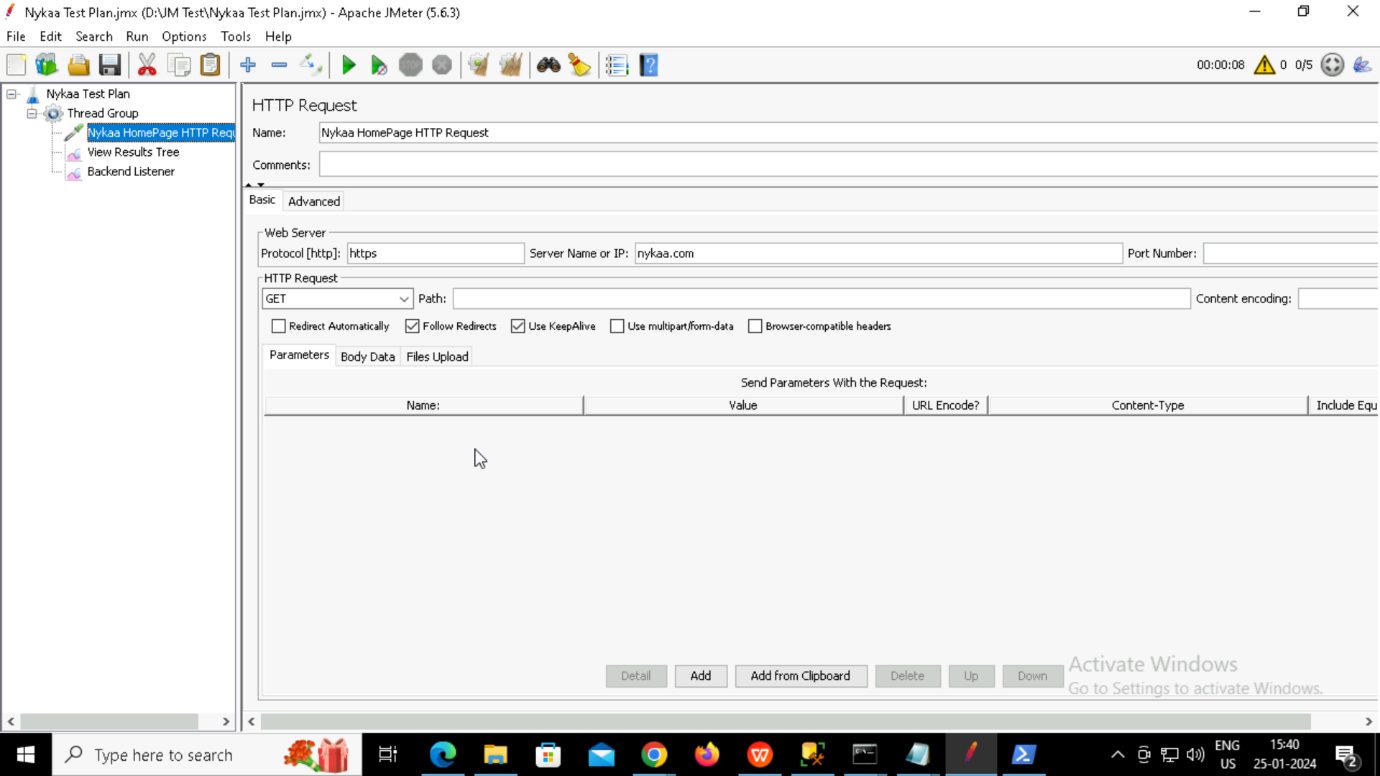 Nykaa Test Plan.jmx (D:\JM Test\Nykaa Test Plan.jmx) - Apache JMeter (5.6.3)
File Edit Search Run Options Tools Help
00:00:08 0 0/5
Nykaa Test Plan
Thread Group
Nykaa HomePage HTTP Requ
View Results Tree
Backend Listener
HTTP Request
Name: Nykaa HomePage HTTP Request
Comments:
Basic Advanced
Web Server
Protocol [http]: https Server Name or IP: nykaa.com Port Number:
HTTP Request
GET Path: Content encoding:
Redirect Automatically Follow Redirects Use KeepAlive Use multipart/form-data Browser-compatible headers
Parameters Body Data Files Upload
Send Parameters With the Request:
Name: Value URL Encode? Content-Type Include Equ
Detail Add Add from Clipboard Delete Up Down
Activate Windows
Go to Settings to activate Windows.
Type here to search
ENG
US
15:40
25-01-2024
2